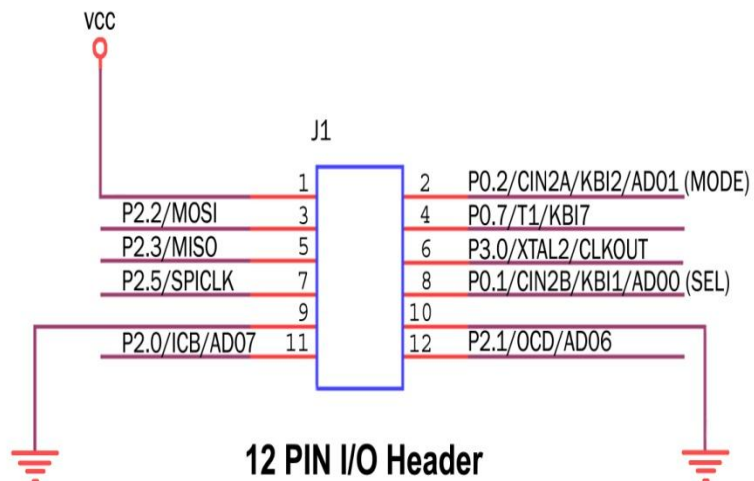 VCC
J1
1 2 P0.2/CIN2A/KBI2/AD01 (MODE)
P2.2/MOSI 3 4 P0.7/T1/KBI7
P2.3/MISO 5 6 P3.0/XTAL2/CLKOUT
P2.5/SPICLK 7 8 P0.1/CIN2B/KBI1/AD00 (SEL)
9 10
P2.0/ICB/AD07 11 12 P2.1/OCD/AD06
12 PIN I/O Header